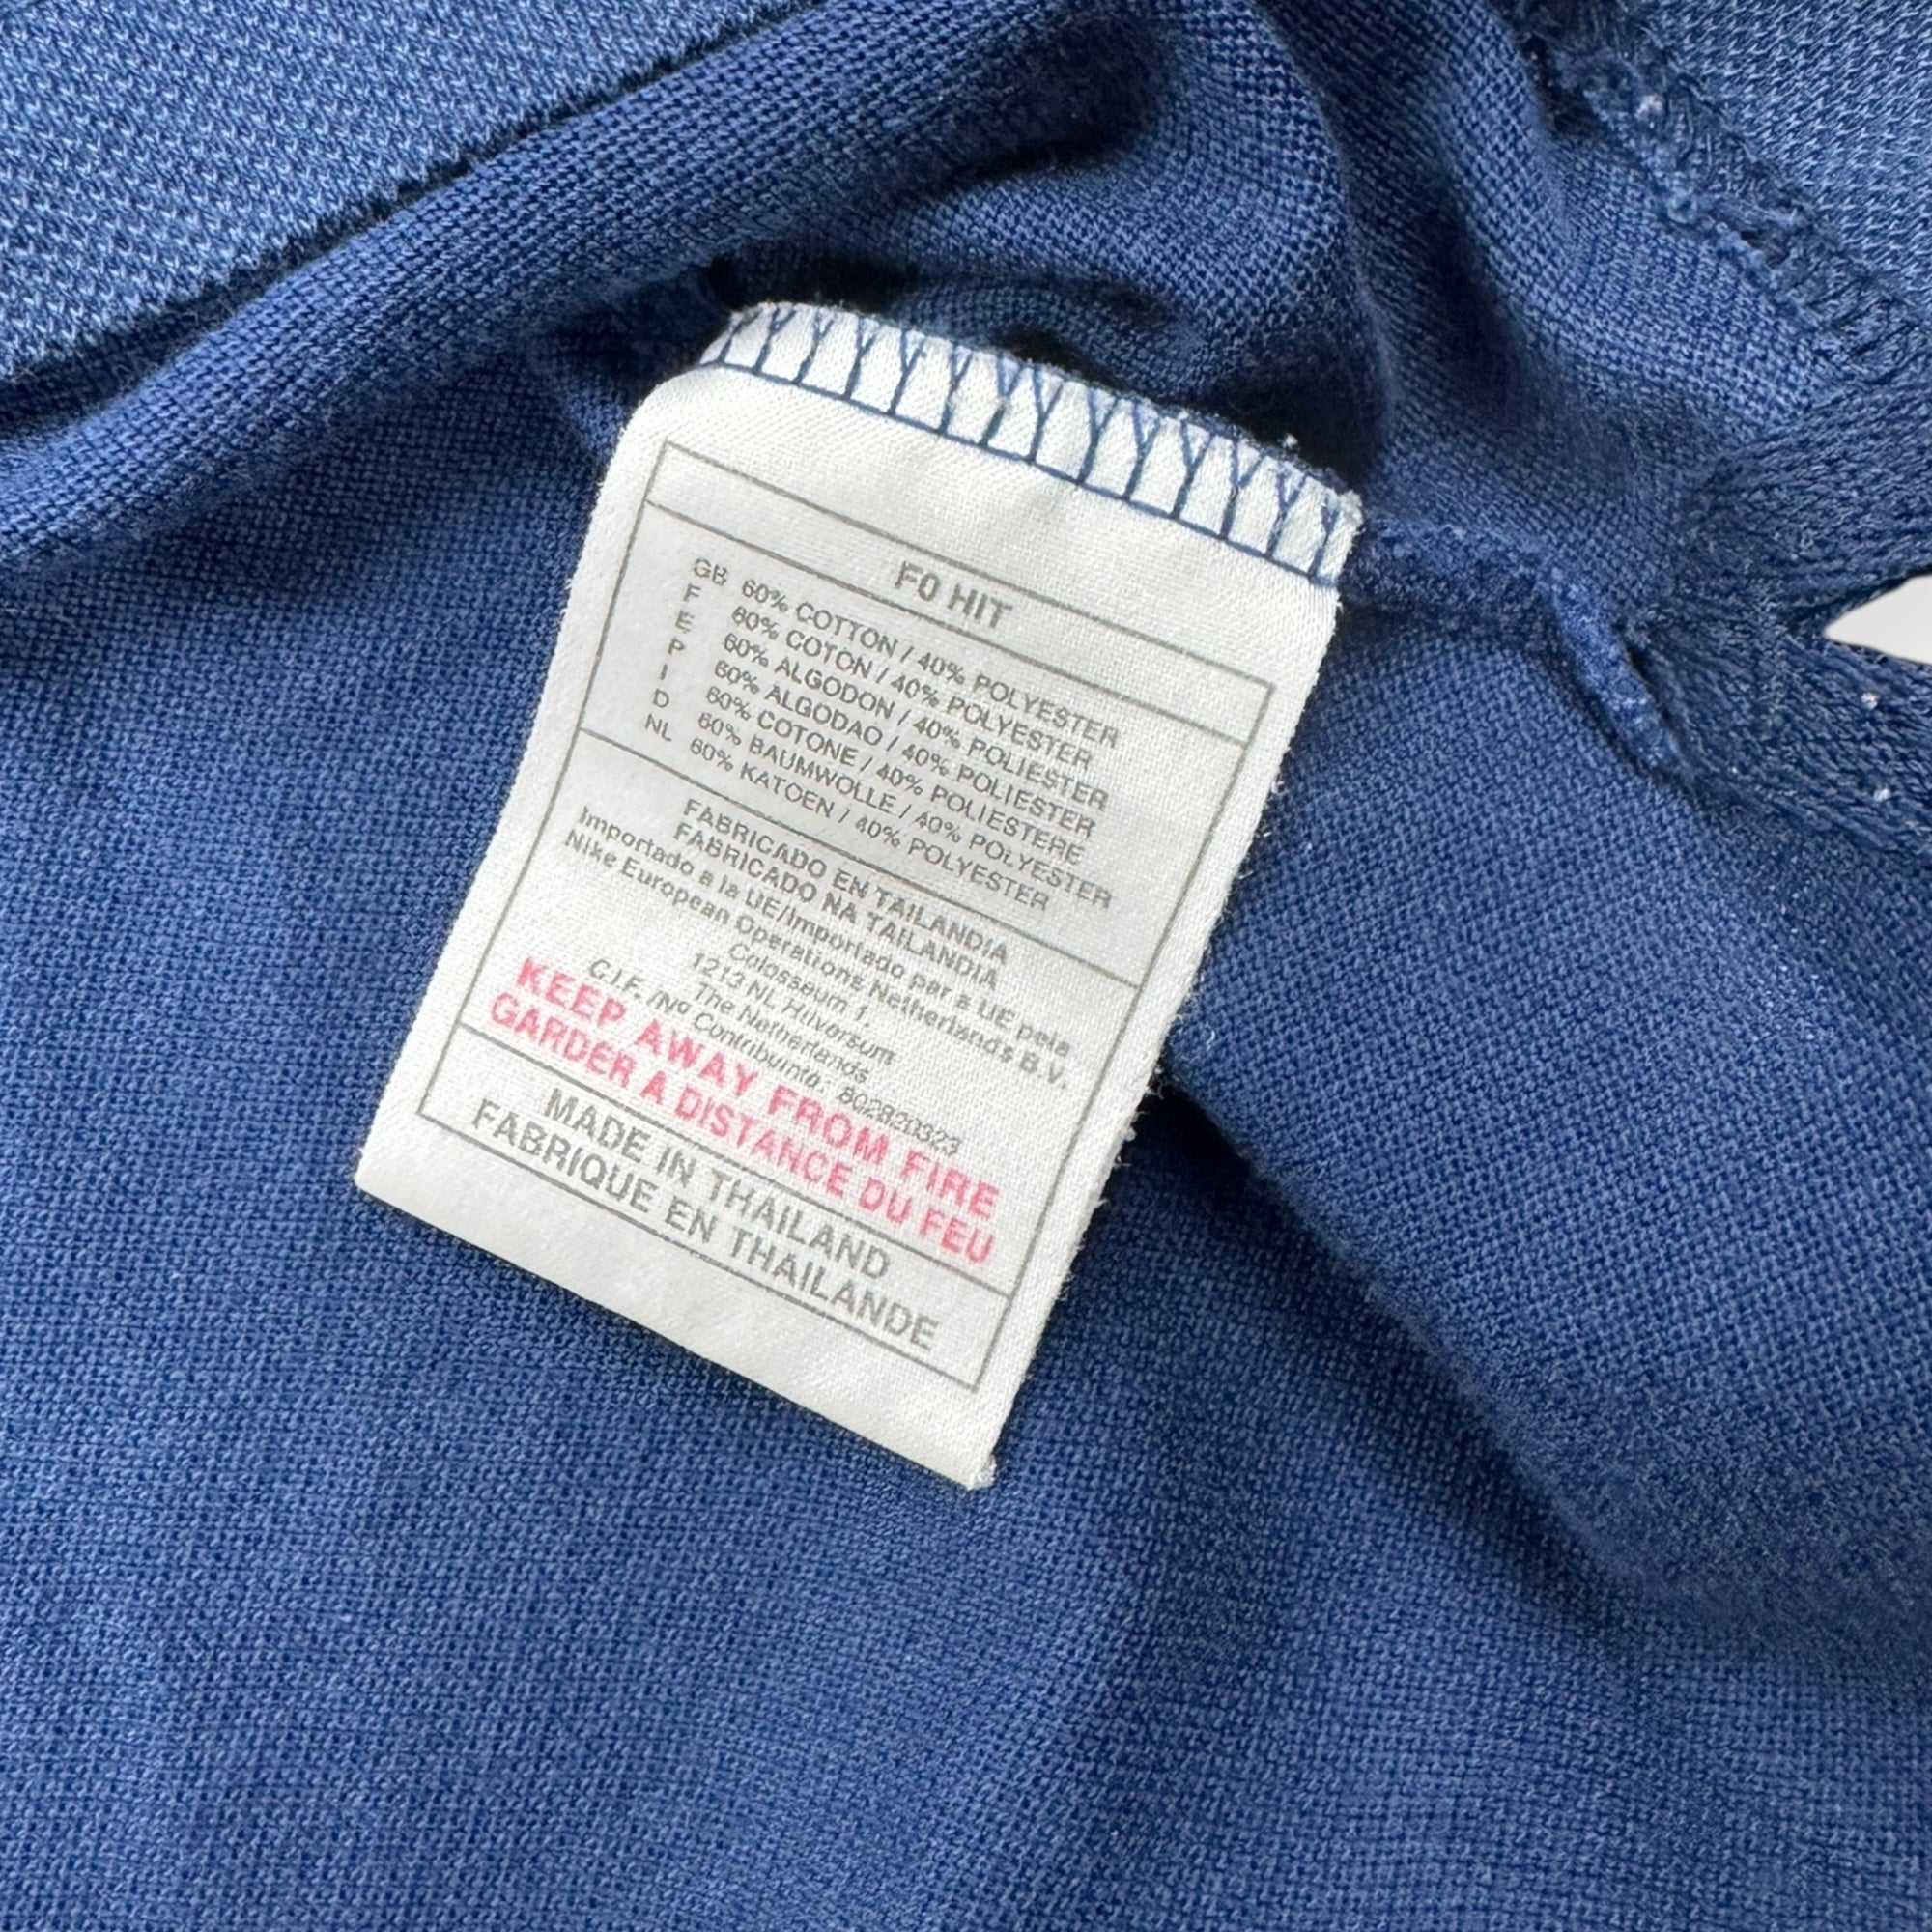 F0 HIT
GB 60% COTTON / 40% POLYESTER
F 60% COTON / 40% POLYESTER
E 60% ALGODON / 40% POLIESTER
P 60% ALGODAO / 40% POLIESTER
I 60% COTONE / 40% POLIESTERE
D 60% BAUMWOLLE / 40% POLYESTER
NL 60% KATOEN / 40% POLYESTER
FABRICADO EN TAILANDIA
FABRICADO NA TAILANDIA
Importado a la UE/Importado par a UE pela
Nike European Operations Netherlands B.V.
Colosseum 1.
1213 NL Hilversum
The Netherlands
C.I.F. /Nº Contribuinta: 802820323
KEEP AWAY FROM FIRE
GARDER A DISTANCE DU FEU
MADE IN THAILAND
FABRIQUE EN THAILANDE